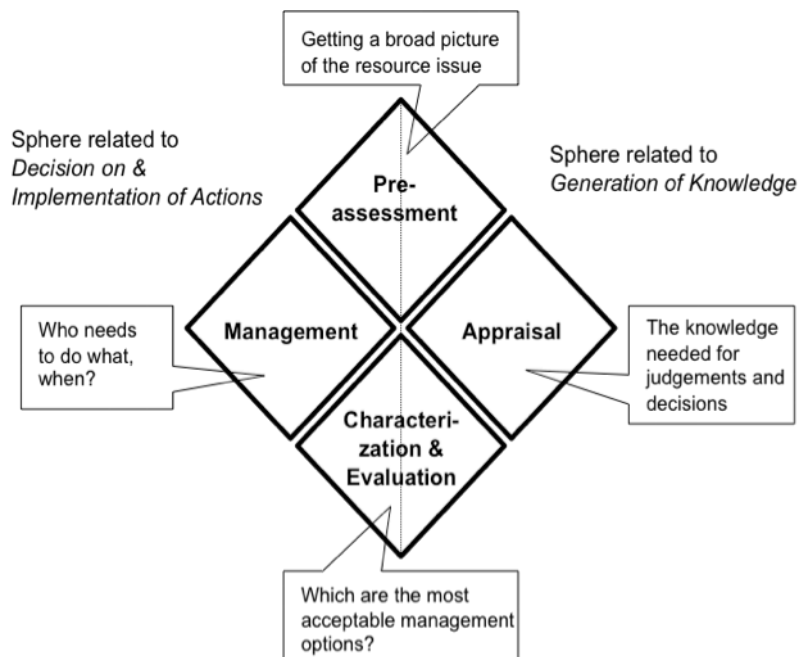 Getting a broad picture
of the resource issue
Sphere related to
Decision on &
Implementation of Actions
Sphere related to
Generation of Knowledge
Pre-
assessment
Management
Appraisal
Who needs
to do what,
when?
The knowledge
needed for
judgements and
decisions
Characteri-
zation &
Evaluation
Which are the most
acceptable management
options?